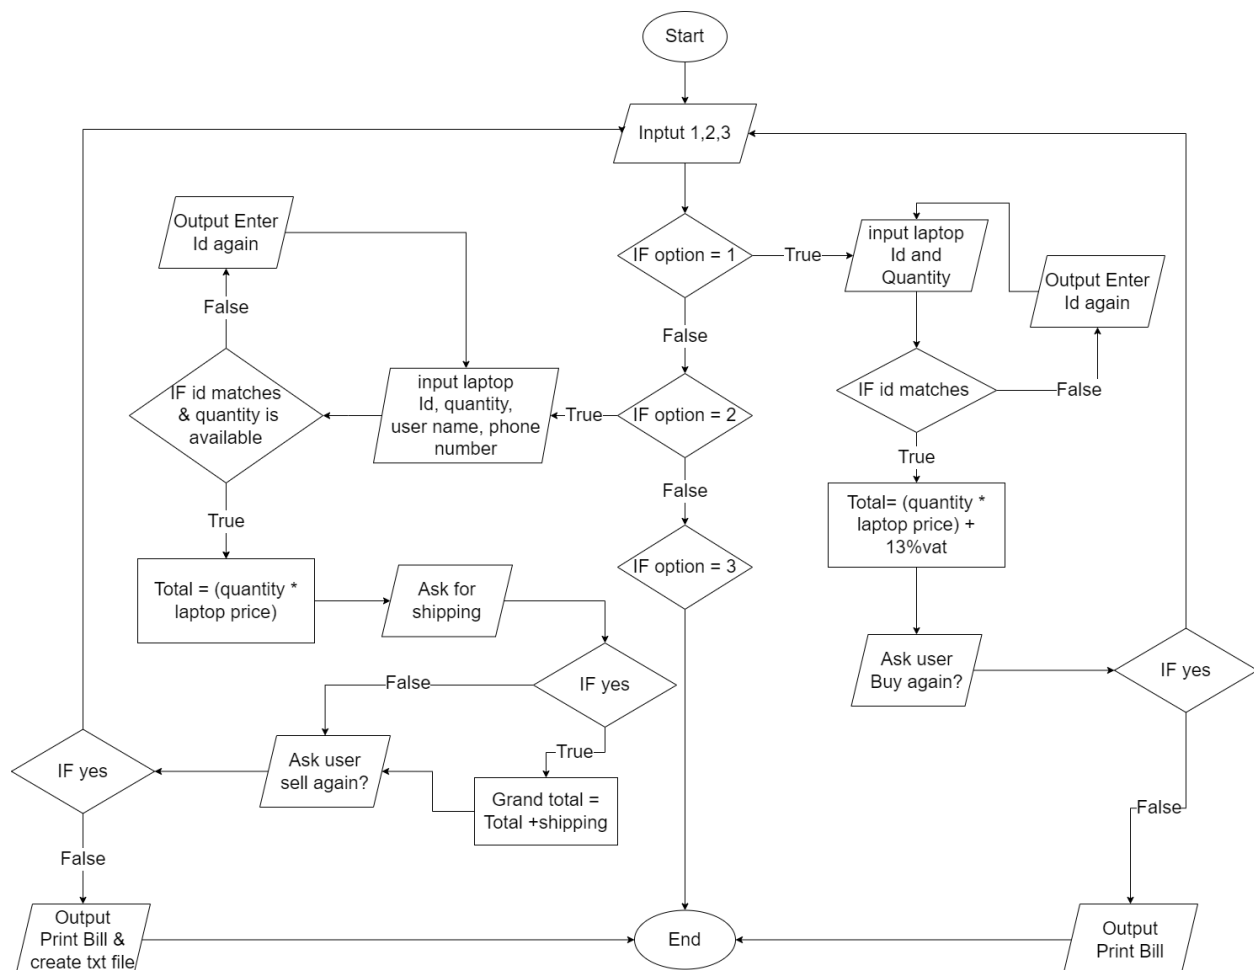 Start
Inptut 1,2,3
Output Enter
Id again
input laptop
Id and
Quantity
IF option = 1
True
Output Enter
Id again
False
False
IF id matches
& quantity is
available
input laptop
Id, quantity,
user name, phone
number
True
IF option = 2
IF id matches
False
True
False
True
Total= (quantity *
laptop price) +
13%vat
IF option = 3
Total = (quantity *
laptop price)
Ask for
shipping
Ask user
Buy again?
IF yes
False
IF yes
True
IF yes
Ask user
sell again?
Grand total =
Total +shipping
False
False
Output
Print Bill &
create txt file
End
Output
Print Bill